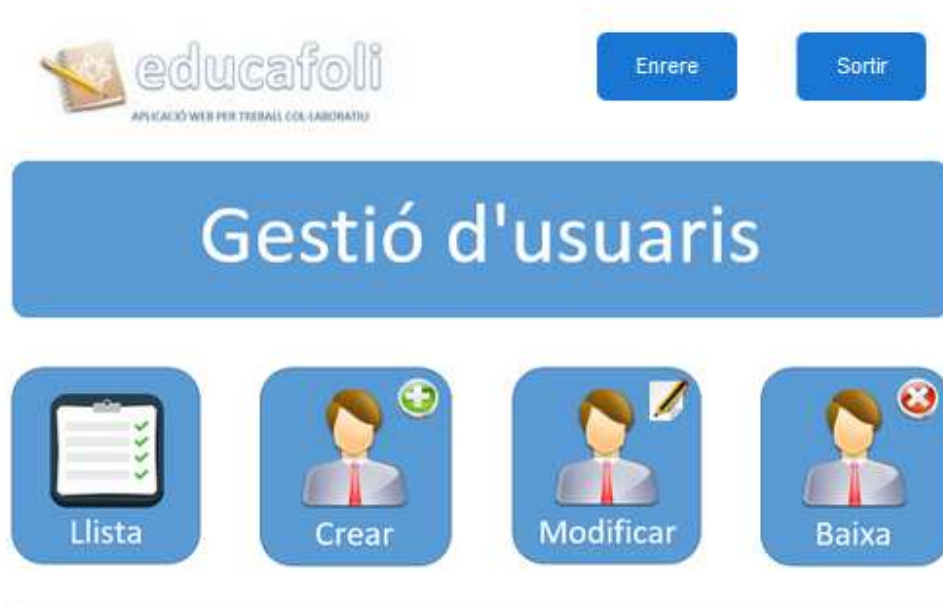 educafoli
APLICACIÓ WEB PER TREBALL COL·LABORATIU
Enrere
Sortir
Gestió d'usuaris
Llista
Crear
Modificar
Baixa